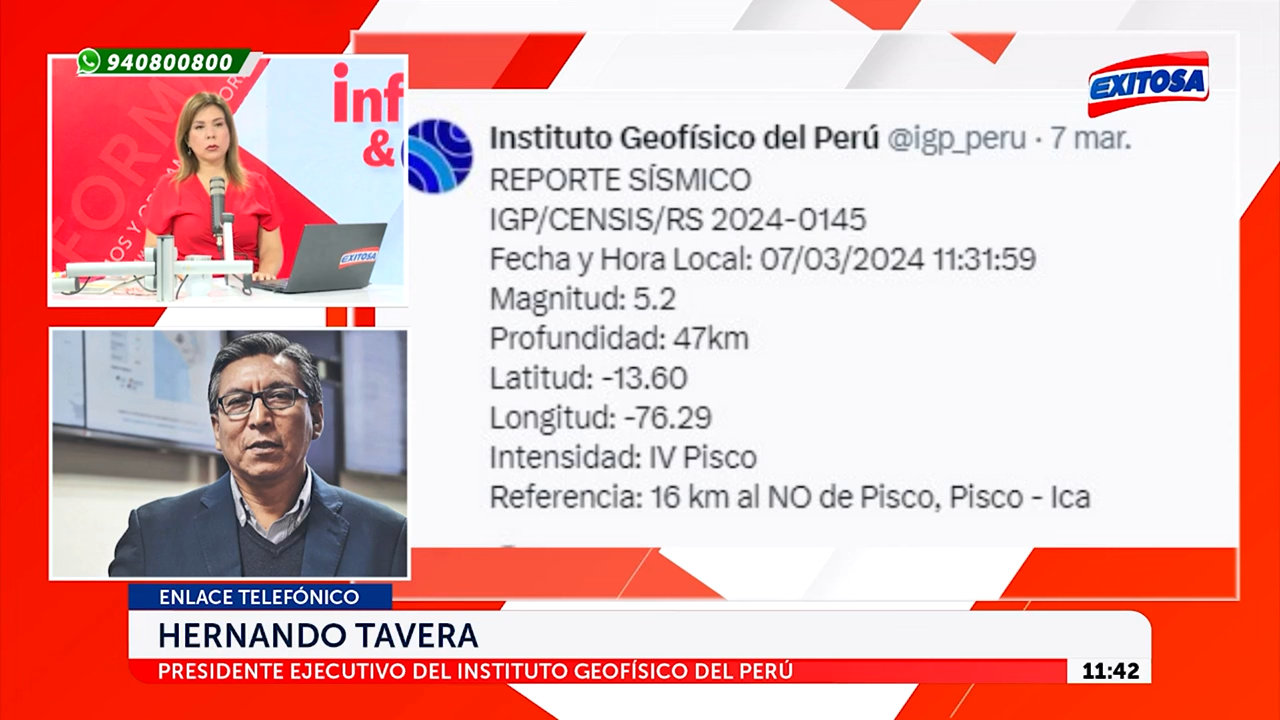 940800800
inf
&
EXITOSA
EXITOSA
Instituto Geofísico del Perú @igp_peru · 7 mar.
REPORTE SÍSMICO
IGP/CENSIS/RS 2024-0145
Fecha y Hora Local: 07/03/2024 11:31:59
Magnitud: 5.2
Profundidad: 47km
Latitud: -13.60
Longitud: -76.29
Intensidad: IV Pisco
Referencia: 16 km al NO de Pisco, Pisco - Ica
ENLACE TELEFÓNICO
HERNANDO TAVERA
PRESIDENTE EJECUTIVO DEL INSTITUTO GEOFÍSICO DEL PERÚ
11:42